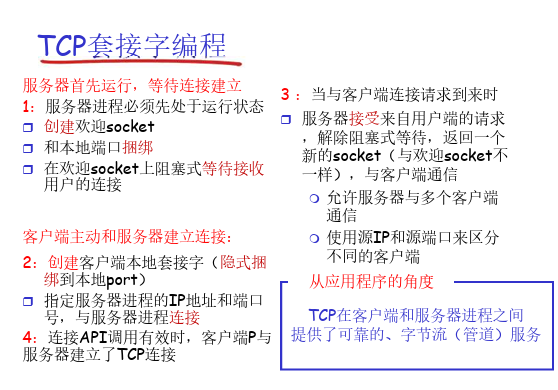 TCP套接字编程
服务器首先运行，等待连接建立
1：服务器进程必须先处于运行状态
创建欢迎socket
和本地端口捆绑
在欢迎socket上阻塞式等待接收
用户的连接
客户端主动和服务器建立连接：
2：创建客户端本地套接字（隐式捆
绑到本地port）
指定服务器进程的IP地址和端口
号，与服务器进程连接
4：连接API调用有效时，客户端P与
服务器建立了TCP连接
3：当与客户端连接请求到来时
服务器接受来自用户端的请求
，解除阻塞式等待，返回一个
新的socket（与欢迎socket不
一样），与客户端通信
允许服务器与多个客户端
通信
使用源IP和源端口来区分
不同的客户端
从应用程序的角度
TCP在客户端和服务器进程之间
提供了可靠的、字节流（管道）服务